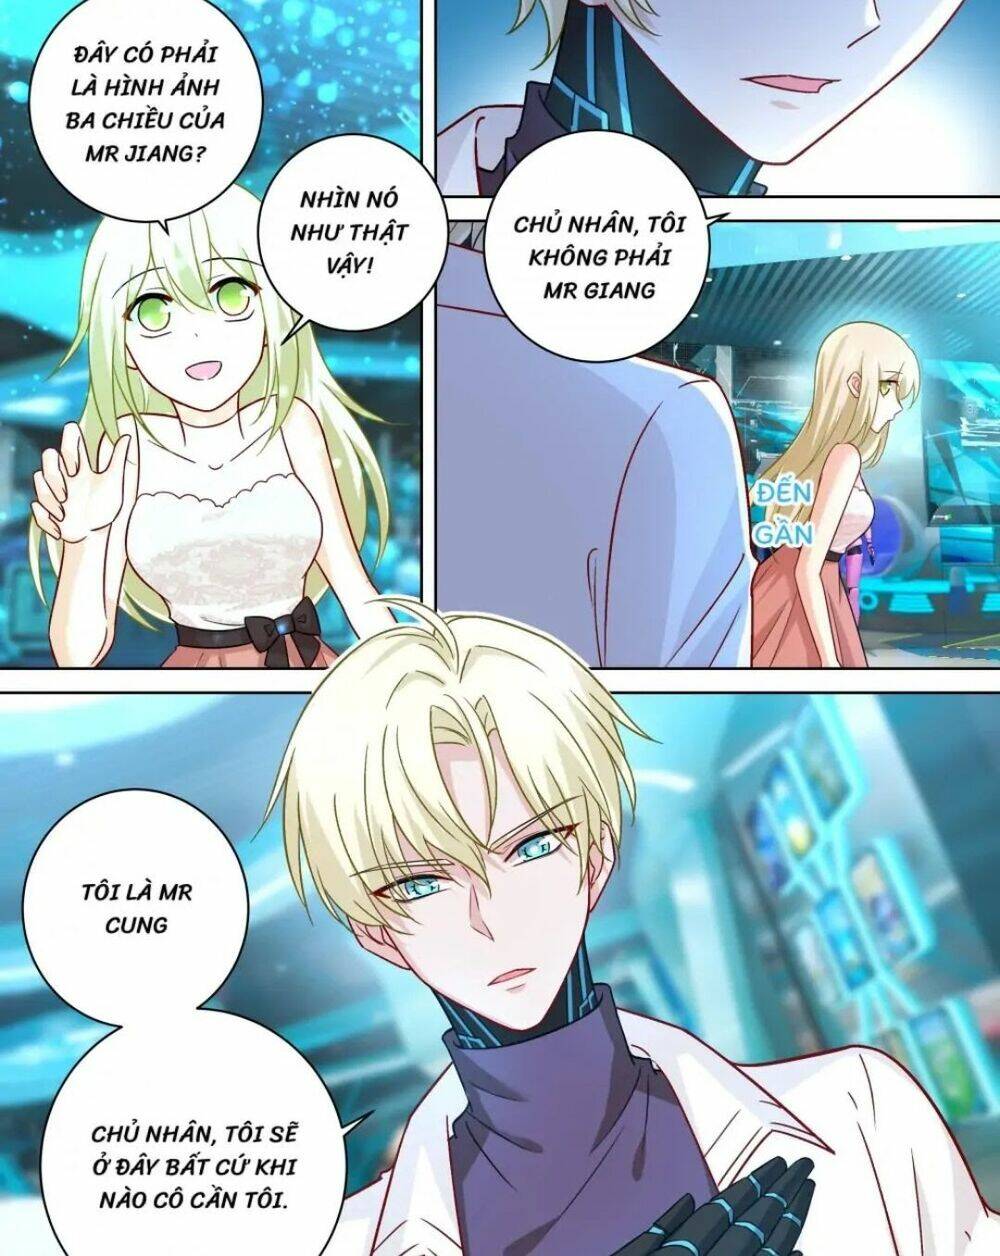 ĐÂY CÓ PHẢI
LÀ HÌNH ẢNH
BA CHIỀU CỦA
MR JIANG?
NHÌN NÓ
NHƯ THẬT
VẬY!
CHỦ NHÂN, TÔI
KHÔNG PHẢI
MR GIANG
ĐẾN
GẦN
TÔI LÀ MR
CUNG
CHỦ NHÂN, TÔI SẼ
Ở ĐÂY BẤT CỨ KHI
NÀO CÔ CẦN TÔI.